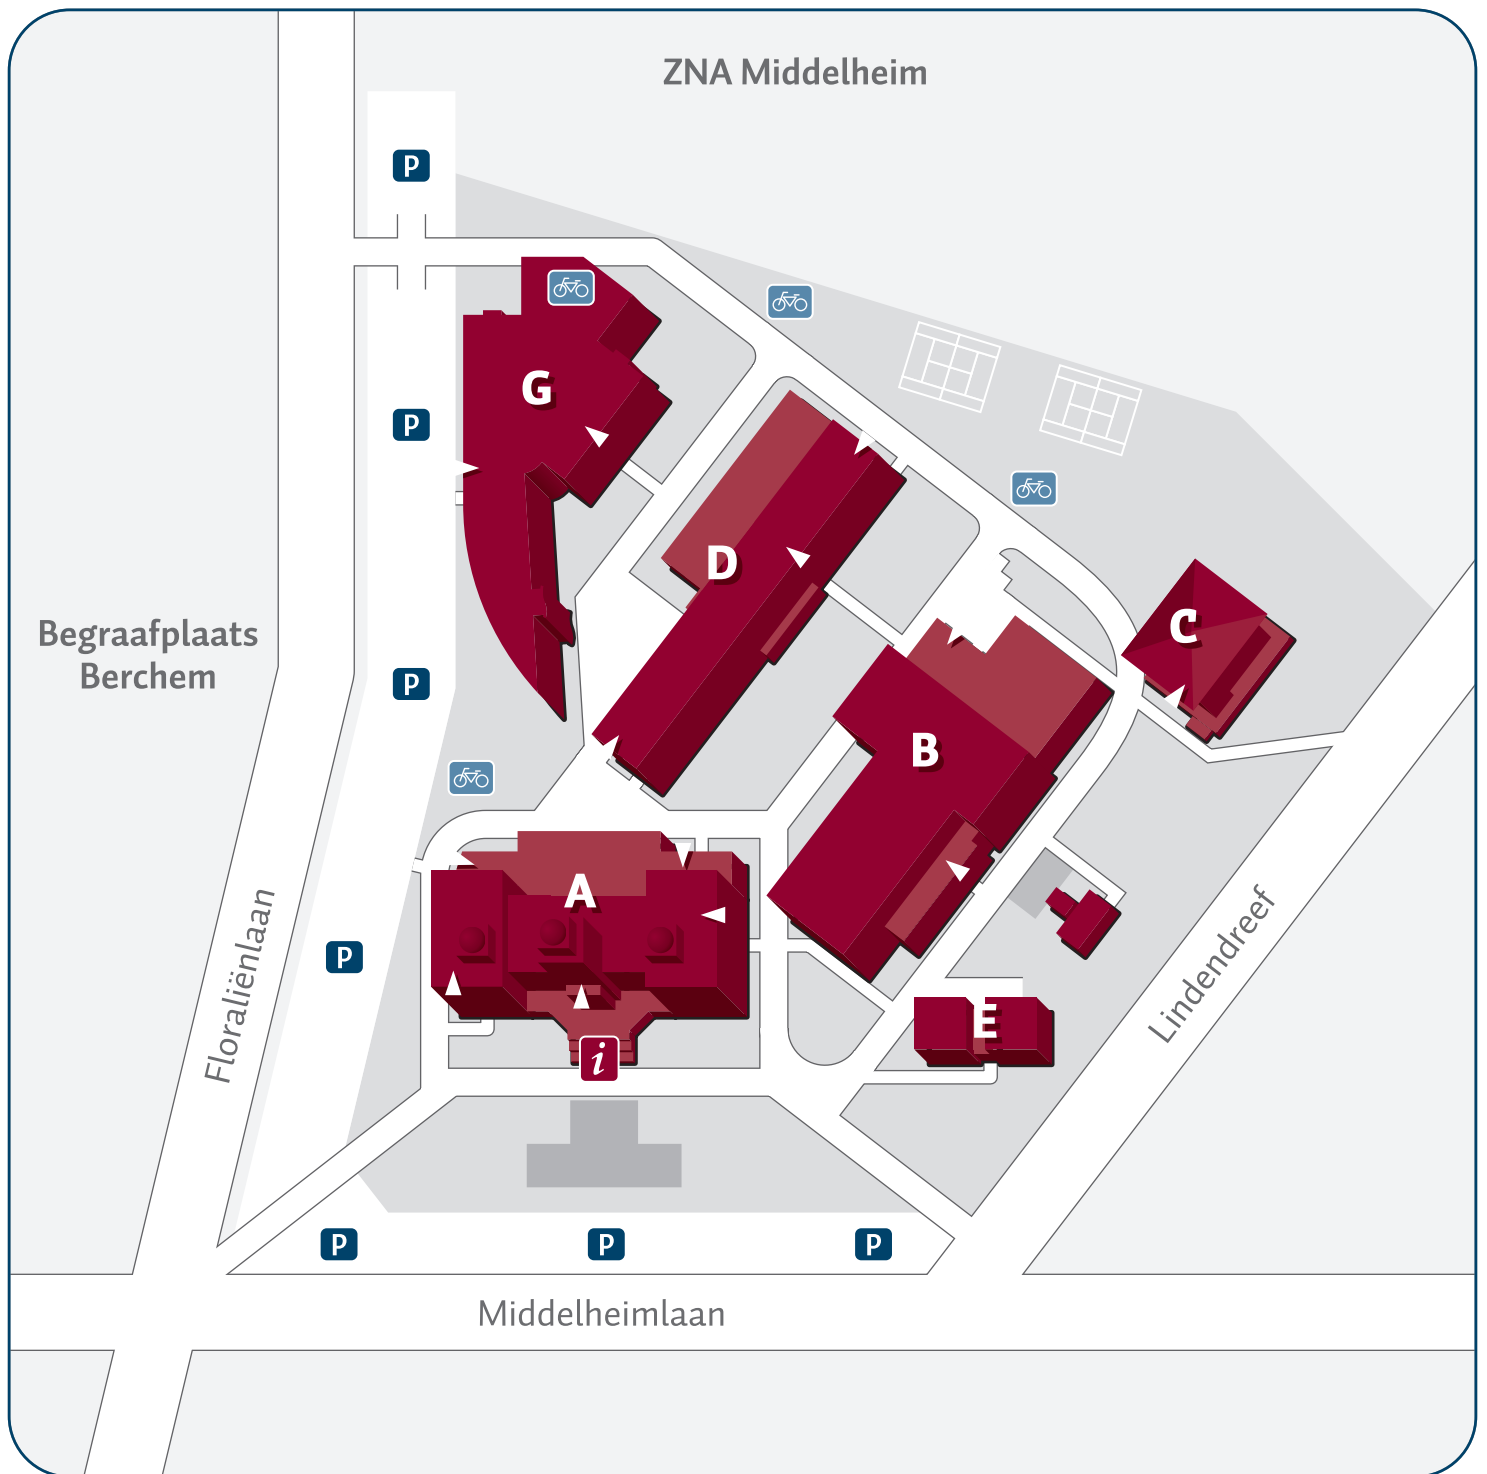 ZNA Middelheim
P
G
P
D
Begraafplaats
Berchem
C
P
B
A
Floraliënlaan
P
Lindendreef
E
i
P
P
P
Middelheimlaan